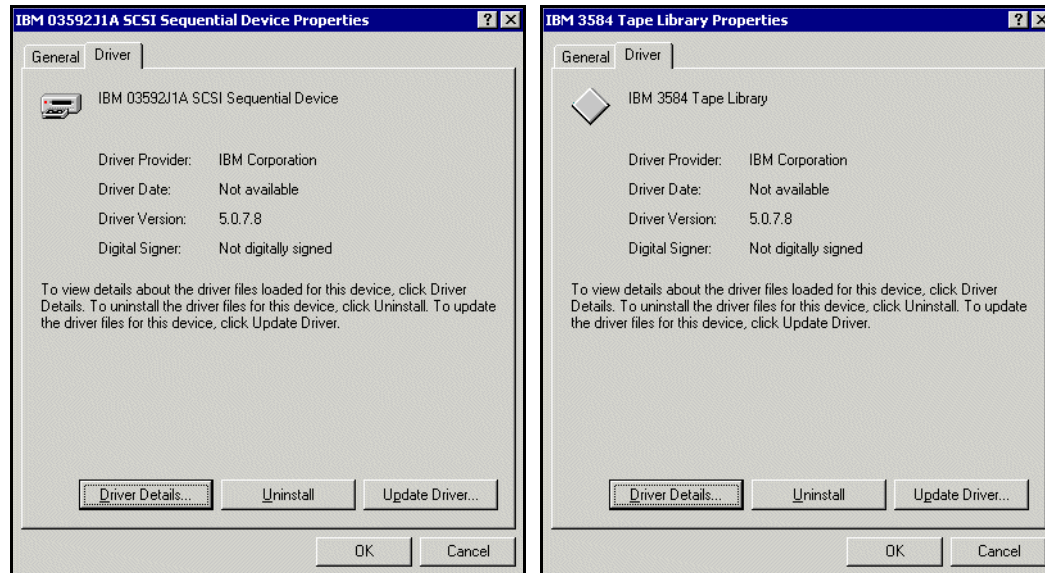 IBM 03592J1A SCSI Sequential Device Properties
General Driver
IBM 03592J1A SCSI Sequential Device
Driver Provider: IBM Corporation
Driver Date: Not available
Driver Version: 5.0.7.8
Digital Signer: Not digitally signed
To view details about the driver files loaded for this device, click Driver
Details. To uninstall the driver files for this device, click Uninstall. To update
the driver files for this device, click Update Driver.
Driver Details... Uninstall Update Driver...
OK Cancel
IBM 3584 Tape Library Properties
General Driver
IBM 3584 Tape Library
Driver Provider: IBM Corporation
Driver Date: Not available
Driver Version: 5.0.7.8
Digital Signer: Not digitally signed
To view details about the driver files loaded for this device, click Driver
Details. To uninstall the driver files for this device, click Uninstall. To update
the driver files for this device, click Update Driver.
Driver Details... Uninstall Update Driver...
OK Cancel